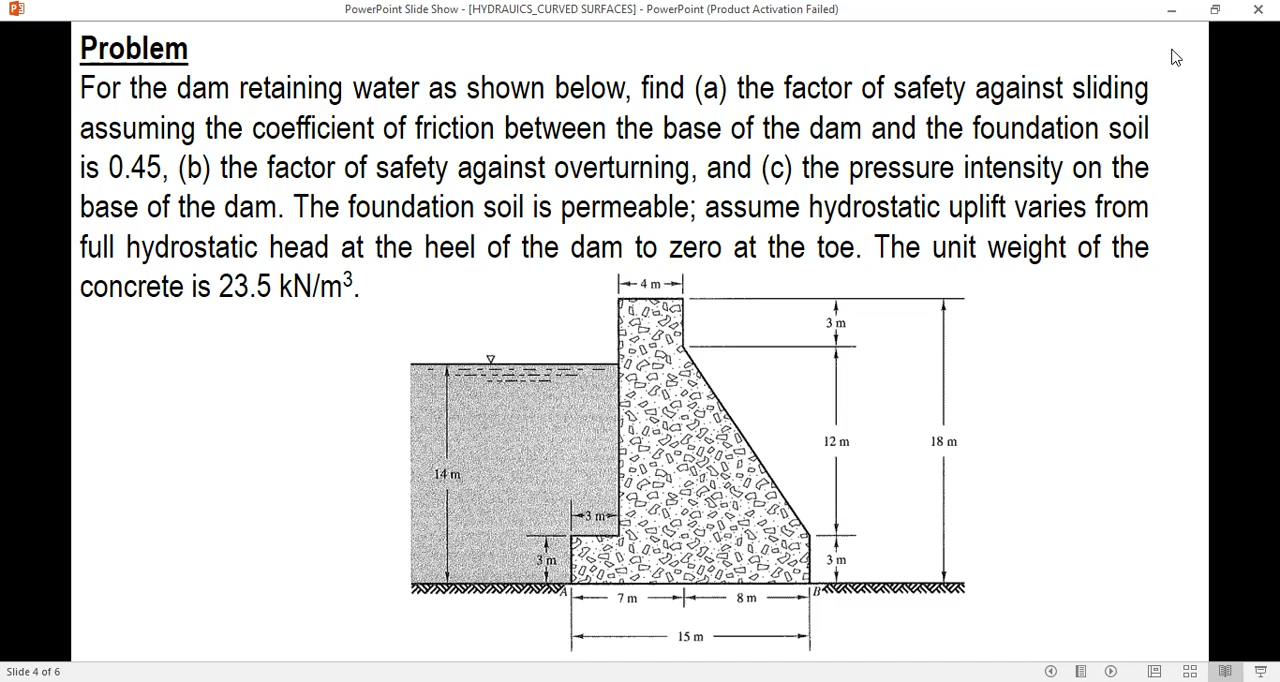 PowerPoint Slide Show - [HYDRAUICS_CURVED SURFACES] - PowerPoint (Product Activation Failed)
Problem
For the dam retaining water as shown below, find (a) the factor of safety against sliding
assuming the coefficient of friction between the base of the dam and the foundation soil
is 0.45, (b) the factor of safety against overturning, and (c) the pressure intensity on the
base of the dam. The foundation soil is permeable; assume hydrostatic uplift varies from
full hydrostatic head at the heel of the dam to zero at the toe. The unit weight of the
concrete is 23.5 kN/m³.
4 m
3 m
12 m
18 m
14 m
3 m
3 m
3 m
A
7 m
8 m
B
15 m
Slide 4 of 6